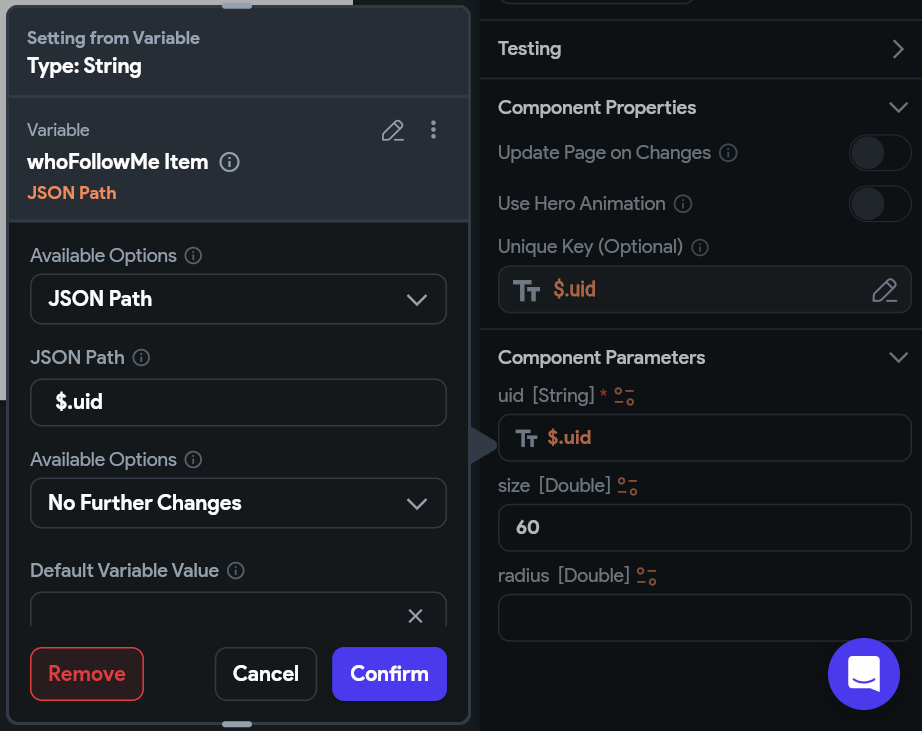 Setting from Variable
Type: String
Variable
whoFollowMe Item
JSON Path
Available Options
JSON Path
JSON Path
$.uid
Available Options
No Further Changes
Default Variable Value
Remove
Cancel
Confirm
Testing
Component Properties
Update Page on Changes
Use Hero Animation
Unique Key (Optional)
$.uid
Component Parameters
uid [String] *
$.uid
size [Double]
60
radius [Double]